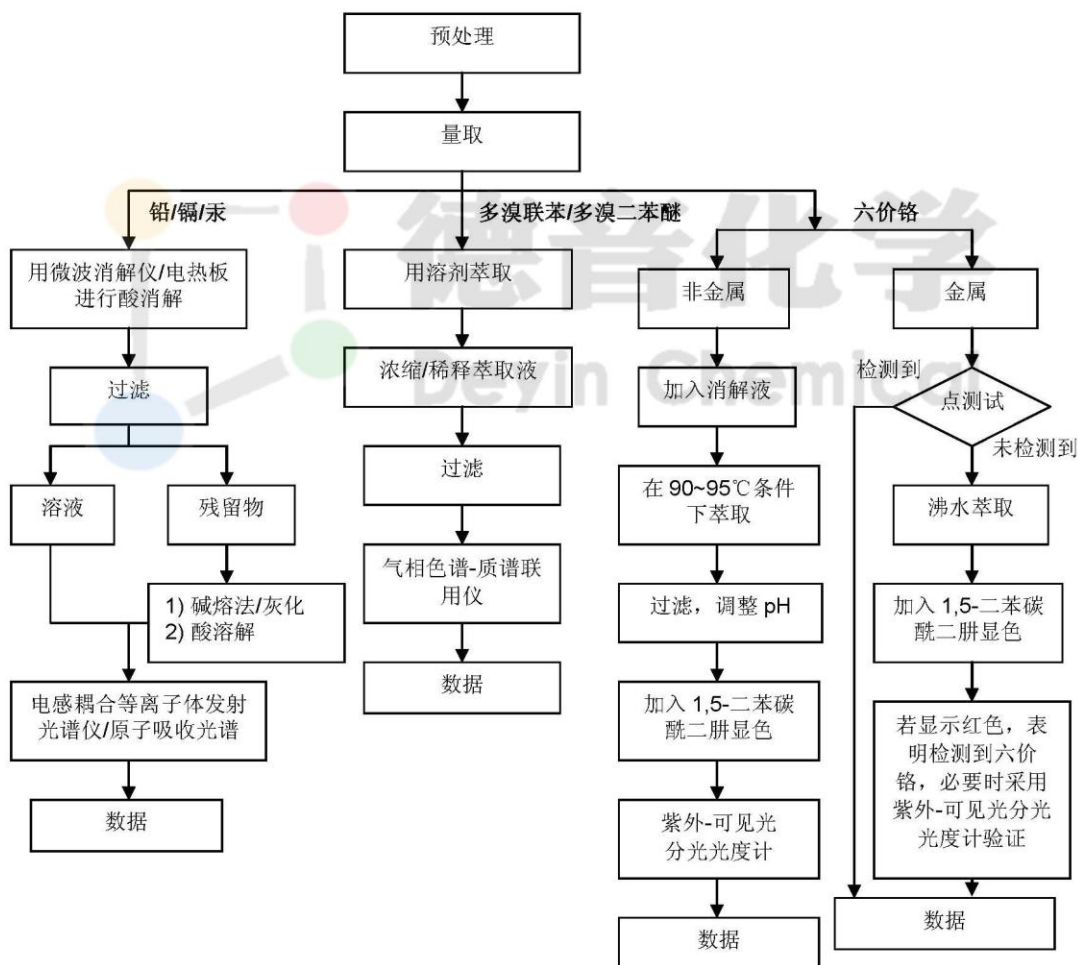 预处理
量取
铅/镉/汞
多溴联苯/多溴二苯醚
六价铬
德音化学
Deyin Chemical
用微波消解仪/电热板
进行酸消解
过滤
溶液
残留物
1) 碱熔法/灰化
2) 酸溶解
电感耦合等离子体发射
光谱仪/原子吸收光谱
数据
用溶剂萃取
浓缩/稀释萃取液
过滤
气相色谱-质谱联
用仪
数据
非金属
加入消解液
在 90~95℃条件
下萃取
过滤，调整 pH
加入 1,5-二苯碳
酰二肼显色
紫外-可见光
分光光度计
数据
金属
检测到
点测试
未检测到
沸水萃取
加入 1,5-二苯碳
酰二肼显色
若显示红色，表
明检测到六价
铬，必要时采用
紫外-可见光分光
光度计验证
数据